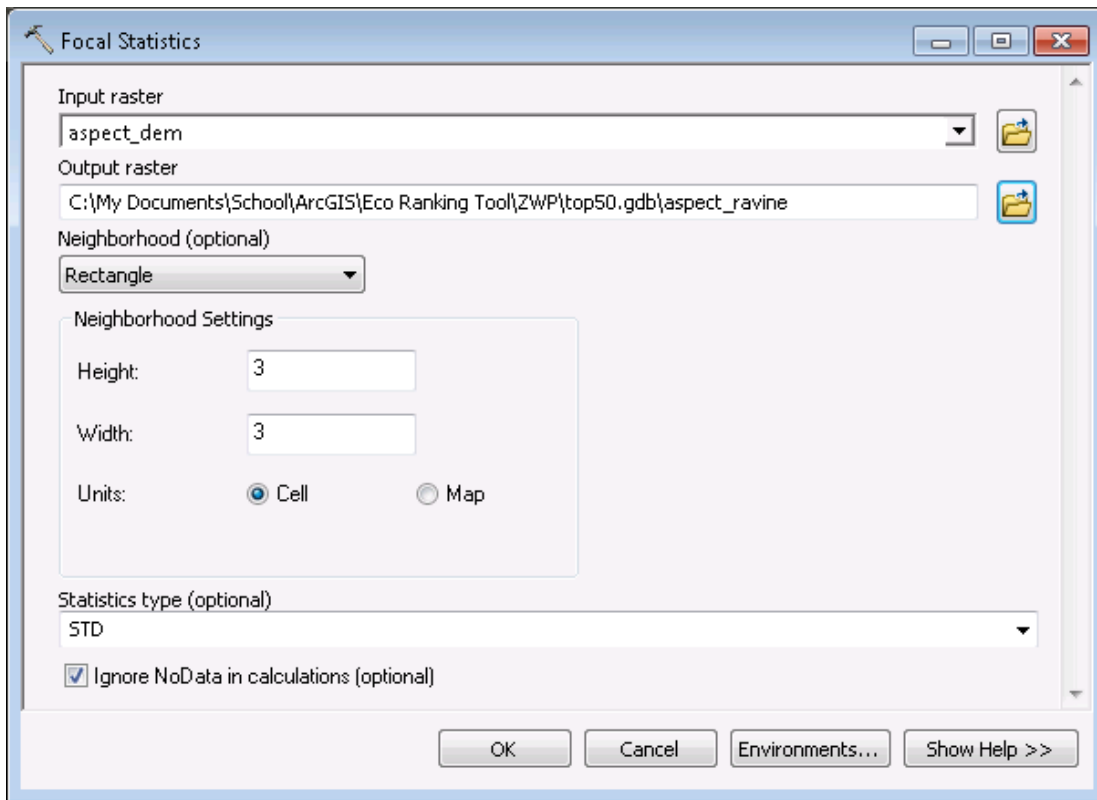 Focal Statistics
Input raster
aspect_dem
Output raster
C:\My Documents\School\ArcGIS\Eco Ranking Tool\ZWP\top50.gdb\aspect_ravine
Neighborhood (optional)
Rectangle
Neighborhood Settings
Height: 3
Width: 3
Units: Cell Map
Statistics type (optional)
STD
Ignore NoData in calculations (optional)
OK Cancel Environments... Show Help >>